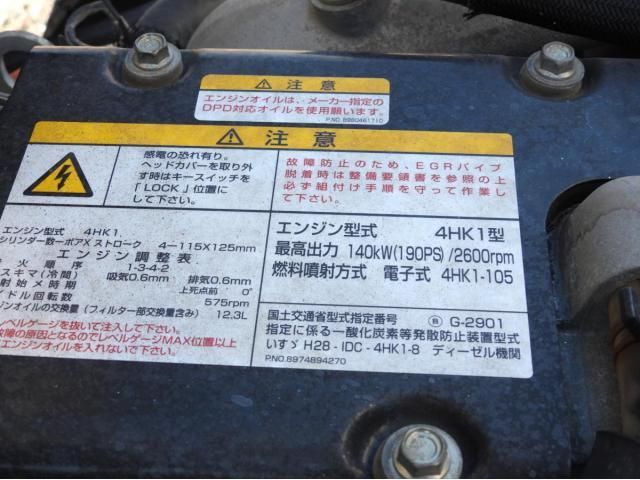 ⚠ 注意
エンジンオイルは、メーカー指定の
DPD対応オイルを使用願います。
P.NO.8980461710
⚠ 注意
感電の恐れ有り。
ヘッドカバーを取り外
す時はキースイッチを
「LOCK」位置に
して下さい。
故障防止のため、EGRパイプ
脱着時は整備要領書を参照の上
必ず組付け手順を守って作業し
て下さい。
エンジン型式 4HK1.
シリンダー数−ボアXストローク 4−115X125mm
エンジン調整表
火順序 1-3-4-2
スキマ(冷間) 吸気0.6mm 排気0.6mm
射始メ時期 上死点前 0°
ドル回転数 575rpm
ンオイルの交換量(フィルター部交換量含み) 12.3L
ベルゲージを抜いて注入して下さい。
故障の原因となるのでレベルゲージMAX位置以上
エンジンオイルを入れないで下さい。
エンジン型式 4HK1型
最高出力 140kW(190PS)/2600rpm
燃料噴射方式 電子式 4HK1-105
国土交通省型式指定番号 G-2901
指定に係る一酸化炭素等発散防止装置型式
いすゞ H28-IDC-4HK1-8 ディーゼル機関
P.NO.8974894270